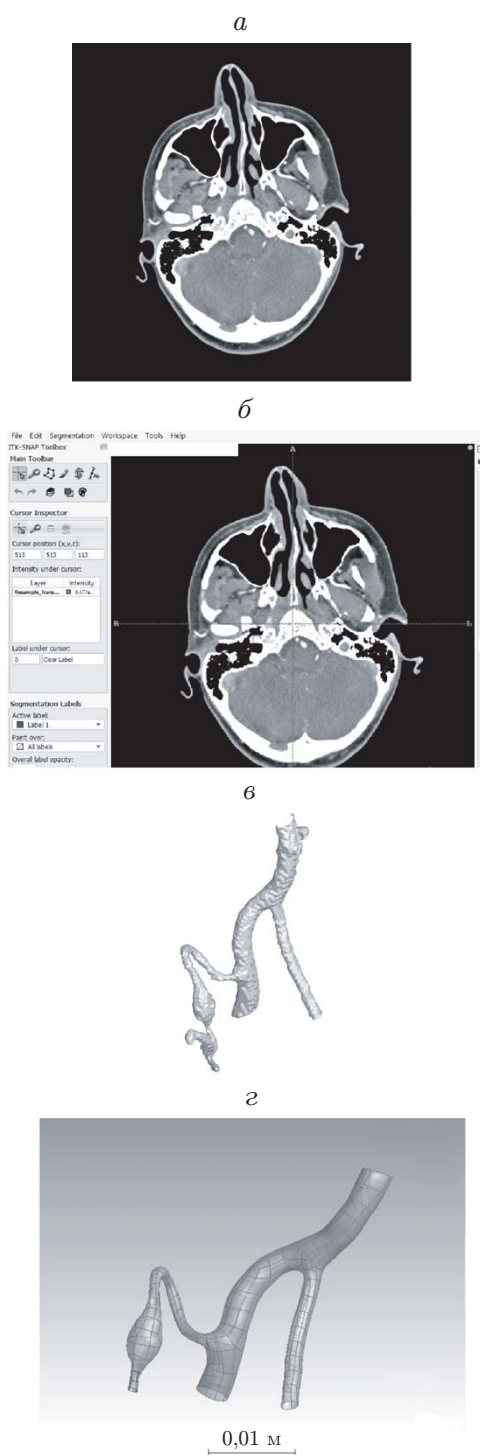 а
б
File Edit Segmentation Workspace Tools Help
ITK-SNAP Toolbox
Main Toolbar
A
Cursor Inspector
Cursor position (x,y,z):
513 513 113
Intensity under cursor:
Layer Intensity
R L
Label under cursor:
0 Clear Label
Segmentation Labels
Active label:
Label 1
Paint over:
All labels
Overall label opacity:
в
г
0,01 м